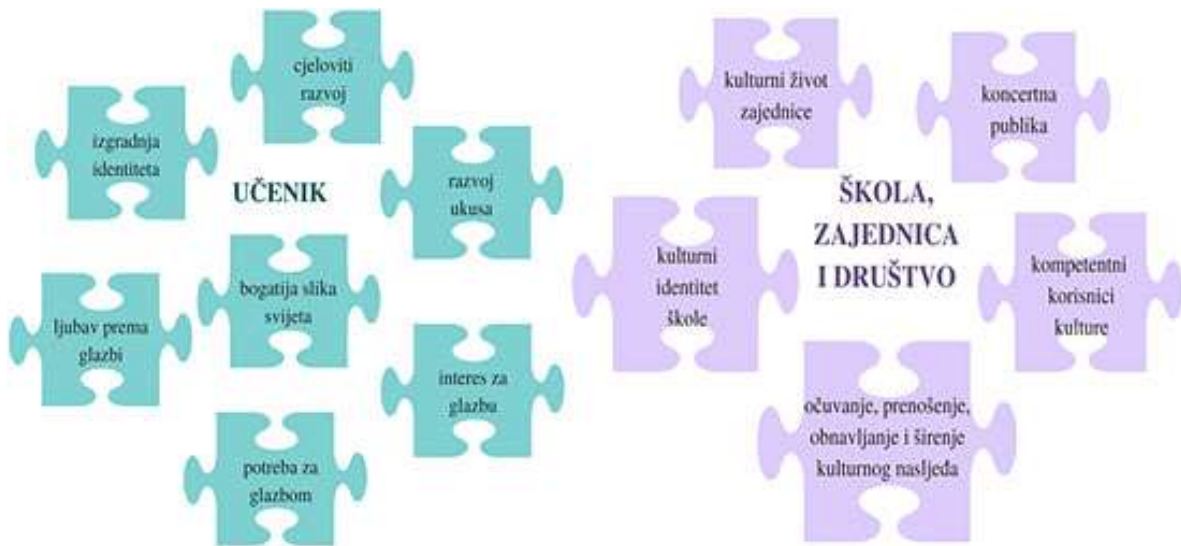 cjeloviti
razvoj
izgradnja
identiteta
UČENIK
razvoj
ukusa
bogatija slika
svijeta
ljubav prema
glazbi
interes za
glazbu
potreba za
glazbom
kulturni život
zajednice
koncertna
publika
ŠKOLA,
ZAJEDNICA
I DRUŠTVO
kulturni
identitet
škole
kompetentni
korisnici
kulture
očuvanje, prenošenje,
obnavljanje i širenje
kulturnog nasljeđa